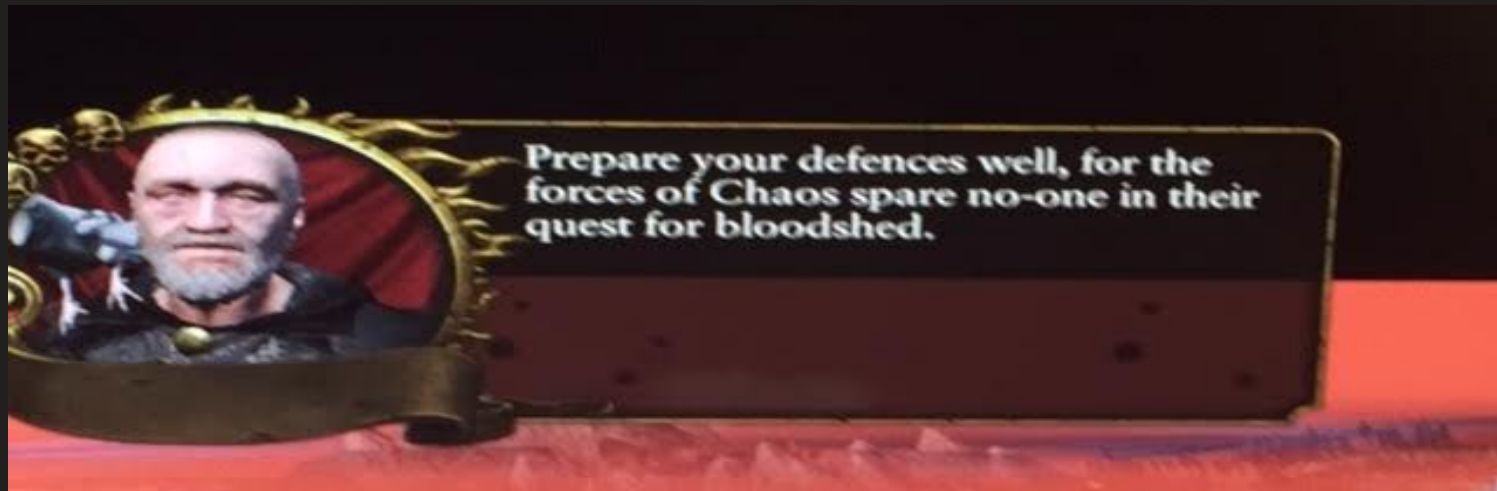 Prepare your defences well, for the
forces of Chaos spare no-one in their
quest for bloodshed.